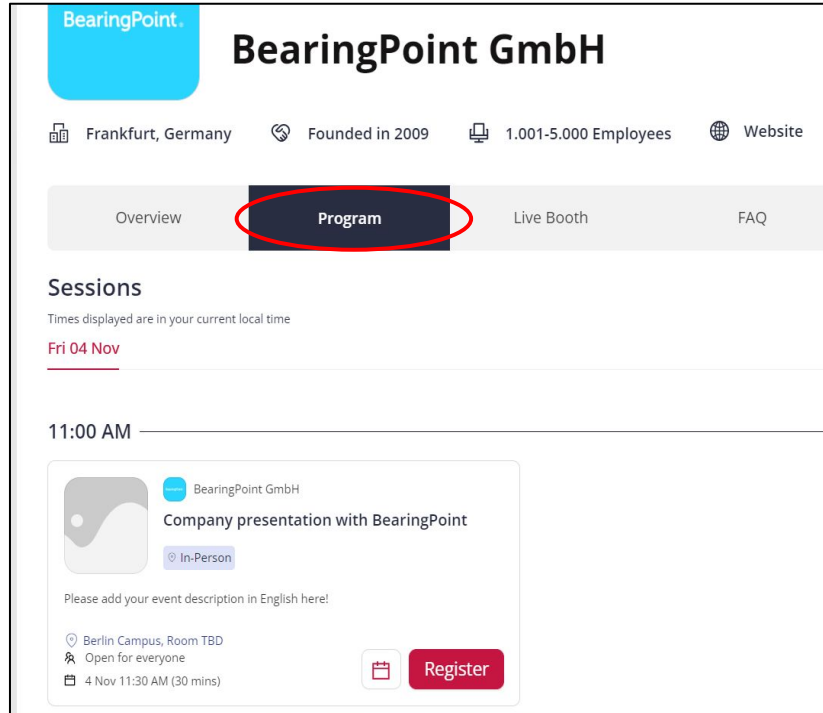 BearingPoint.
BearingPoint GmbH
Frankfurt, Germany Founded in 2009 1.001-5.000 Employees Website
Overview Program Live Booth FAQ
Sessions
Times displayed are in your current local time
Fri 04 Nov
11:00 AM
BearingPoint GmbH
Company presentation with BearingPoint
In-Person
Please add your event description in English here!
Berlin Campus, Room TBD
Open for everyone
4 Nov 11:30 AM (30 mins)
Register